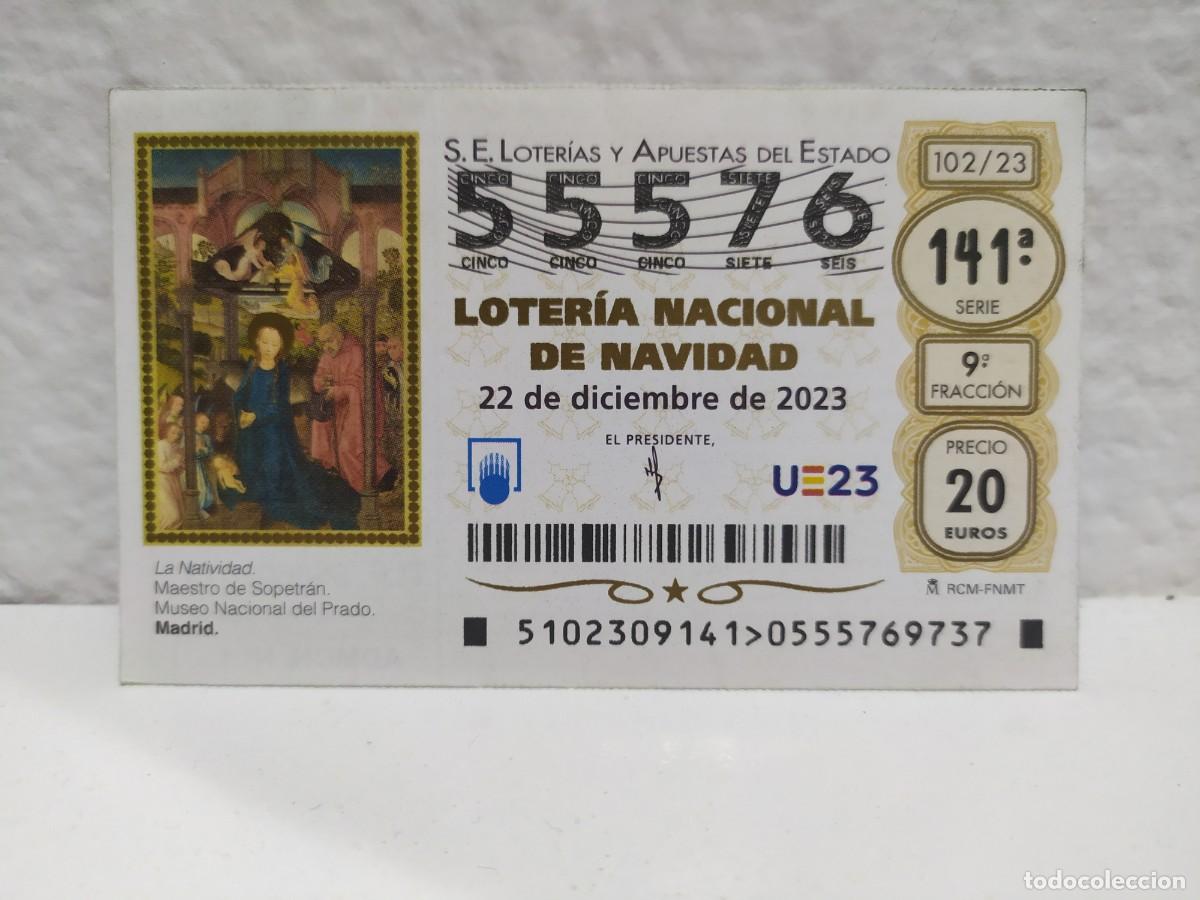 S.E. LOTERÍAS Y APUESTAS DEL ESTADO
CINCO CINCO CINCO SIETE
55576
CINCO CINCO CINCO SIETE SEIS
LOTERÍA NACIONAL
DE NAVIDAD
22 de diciembre de 2023
EL PRESIDENTE,
UE23
102/23
141ª
SERIE
9ª
FRACCIÓN
PRECIO
20
EUROS
RCM-FNMT
La Natividad.
Maestro de Sopetrán.
Museo Nacional del Prado.
Madrid.
5102309141>0555769737
todocoleccion